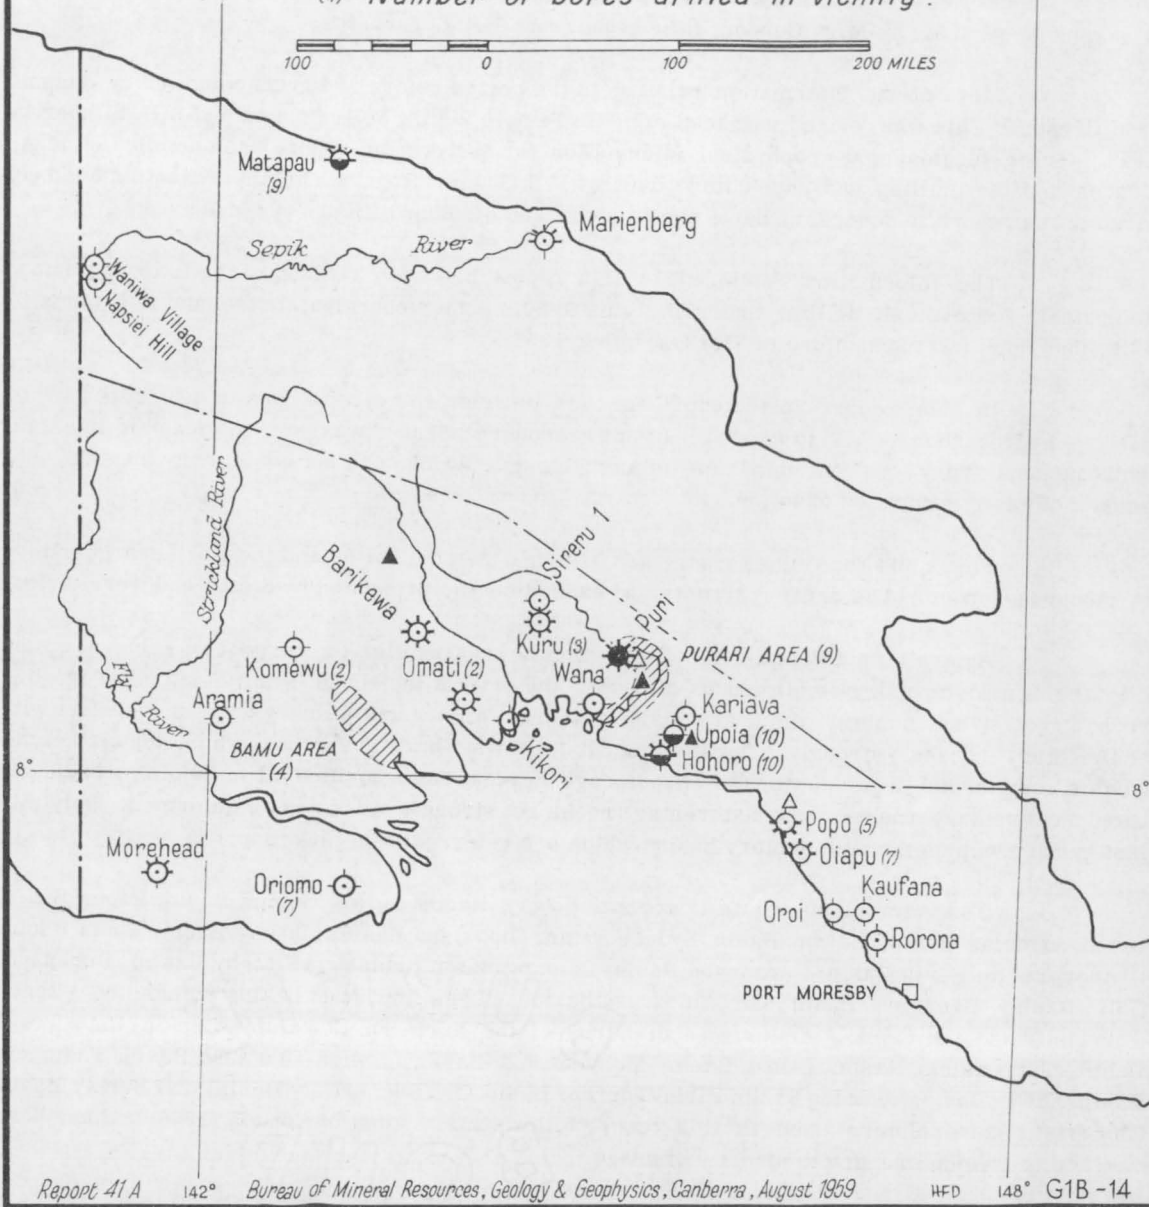 Number of bores drilled in vicinity.
100 0 100 200 MILES
Matapau
(9)
Marienberg
Sepik River
Waniwa Village
Napsiei Hill
Strickland River
Sireru 1
Barikewa
Puri
Kuru (3)
PURARI AREA (9)
Komewu (2)
Omati (2)
Wana
Fly
River
Aramia
Kariava
BAMU AREA
(4)
Upoia (10)
Kikori
Hohoro (10)
8°
8°
Popo (5)
Morehead
Oiapu (7)
Oriomo
(7)
Kaufana
Oroi
Rorona
PORT MORESBY
Report 41A 142° Bureau of Mineral Resources, Geology & Geophysics, Canberra, August 1959 HFD 148° G1B-14